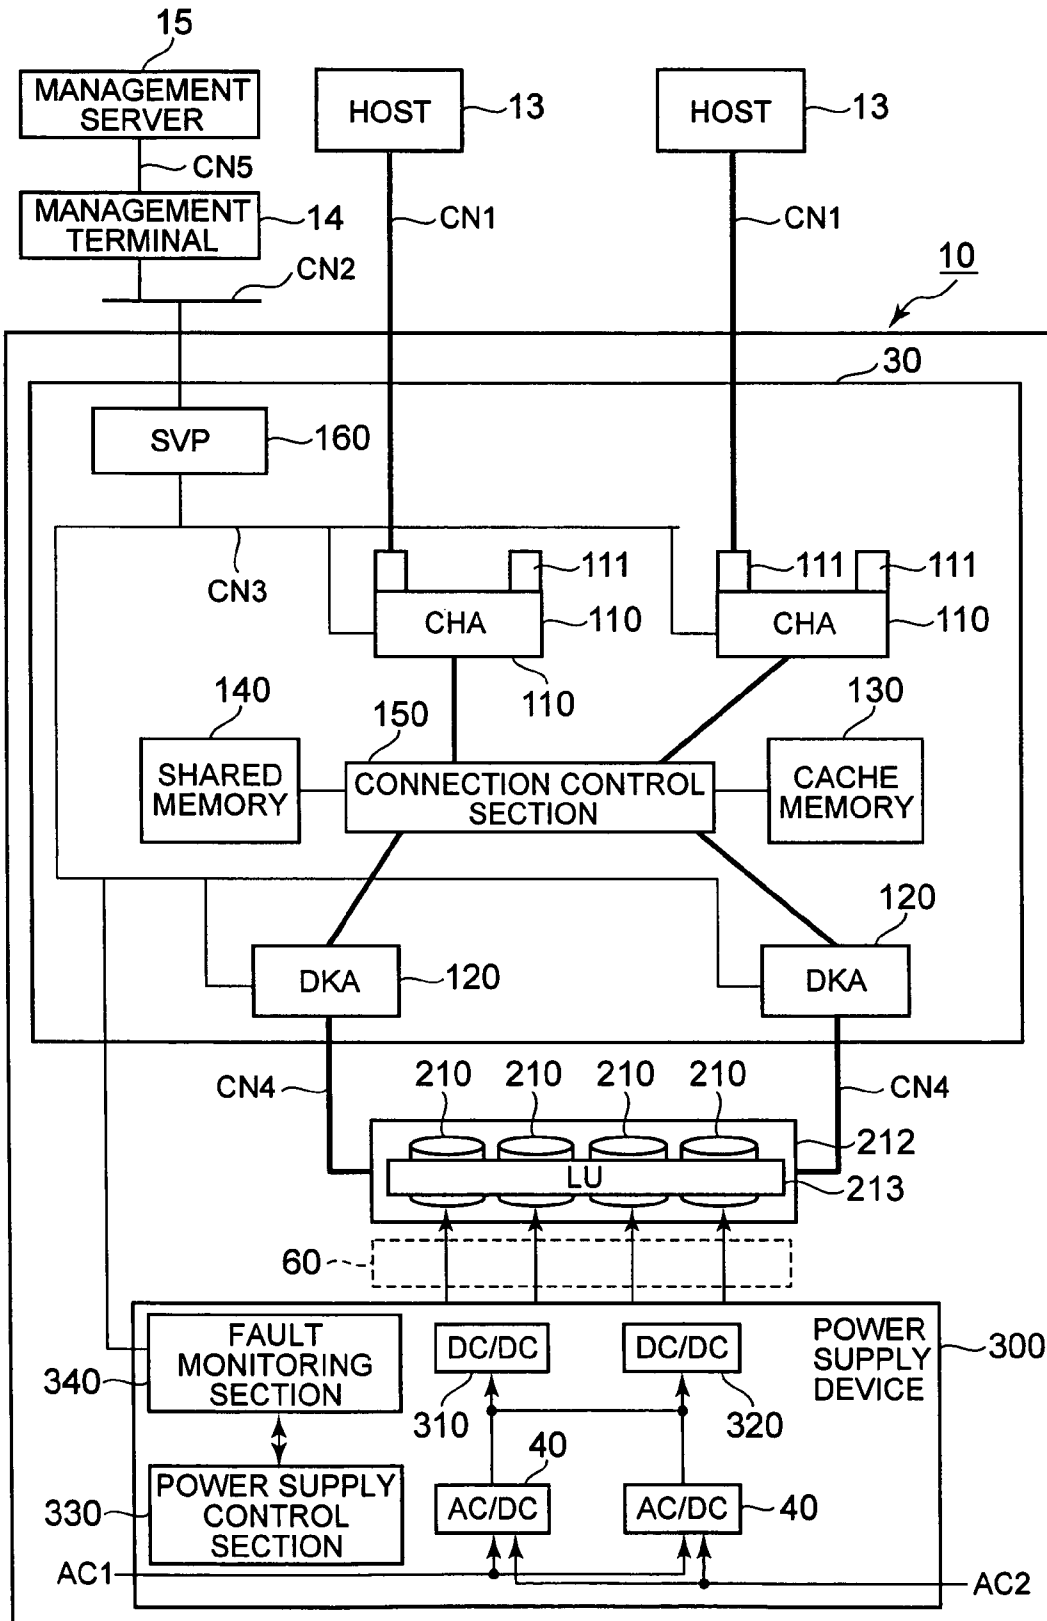 15
MANAGEMENT
SERVER
HOST
13
HOST
13
CN5
MANAGEMENT
TERMINAL
14
CN1
CN1
CN2
10
30
SVP
160
CN3
111
111
111
CHA
110
CHA
110
110
140
150
130
SHARED
MEMORY
CONNECTION CONTROL
SECTION
CACHE
MEMORY
120
DKA
120
DKA
CN4
210
210
210
210
CN4
212
LU
213
60
FAULT
MONITORING
SECTION
340
DC/DC
DC/DC
POWER
SUPPLY
DEVICE
300
310
320
40
POWER SUPPLY
CONTROL
SECTION
330
AC/DC
AC/DC
40
AC1
AC2